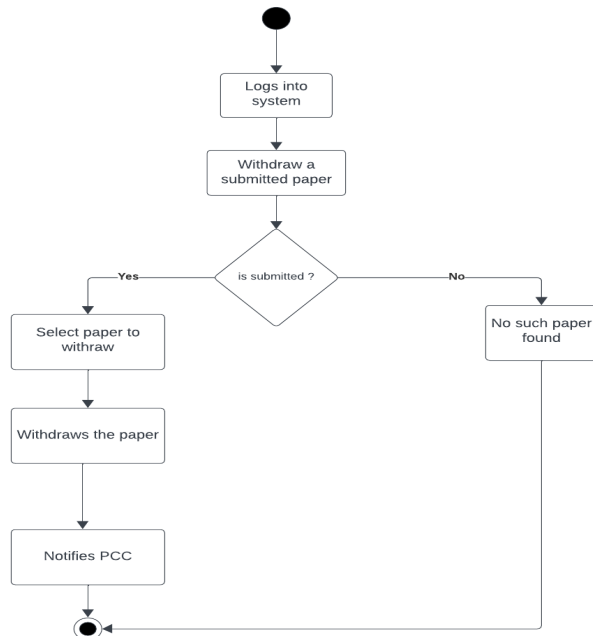 Logs into
system
Withdraw a
submitted paper
is submitted ?
Yes
No
Select paper to
withraw
No such paper
found
Withdraws the paper
Notifies PCC